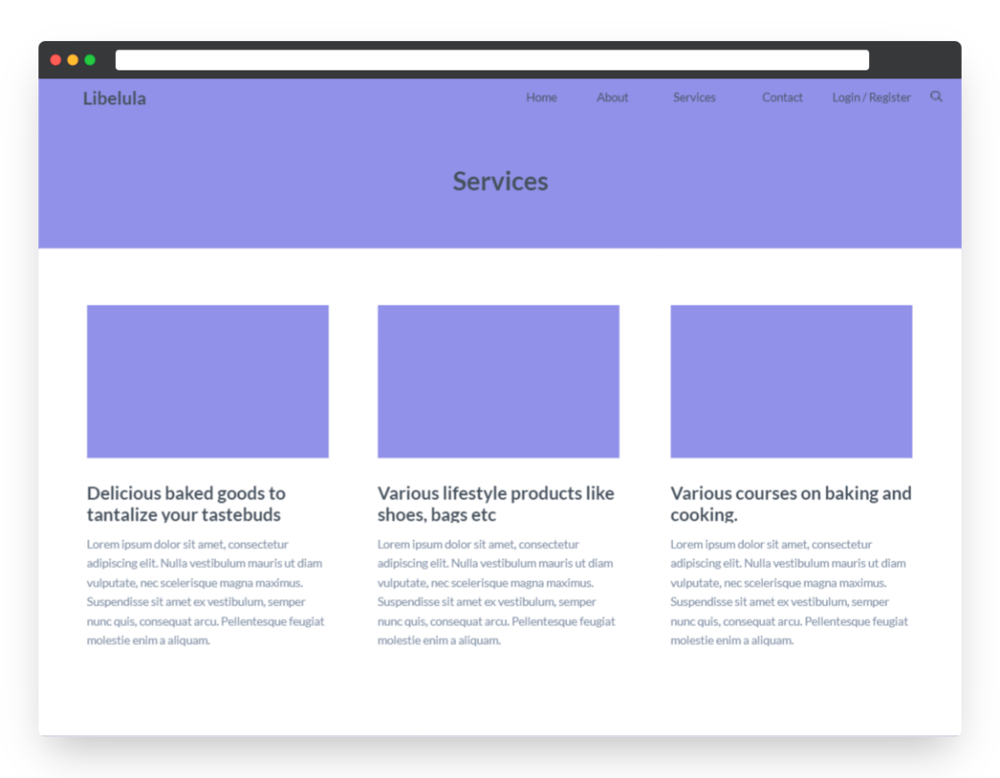 Libelula
Home About Services Contact Login / Register
Services
Delicious baked goods to
tantalize your tastebuds
Lorem ipsum dolor sit amet, consectetur
adipiscing elit. Nulla vestibulum mauris ut diam
vulputate, nec scelerisque magna maximus.
Suspendisse sit amet ex vestibulum, semper
nunc quis, consequat arcu. Pellentesque feugiat
molestie enim a aliquam.
Various lifestyle products like
shoes, bags etc
Lorem ipsum dolor sit amet, consectetur
adipiscing elit. Nulla vestibulum mauris ut diam
vulputate, nec scelerisque magna maximus.
Suspendisse sit amet ex vestibulum, semper
nunc quis, consequat arcu. Pellentesque feugiat
molestie enim a aliquam.
Various courses on baking and
cooking.
Lorem ipsum dolor sit amet, consectetur
adipiscing elit. Nulla vestibulum mauris ut diam
vulputate, nec scelerisque magna maximus.
Suspendisse sit amet ex vestibulum, semper
nunc quis, consequat arcu. Pellentesque feugiat
molestie enim a aliquam.